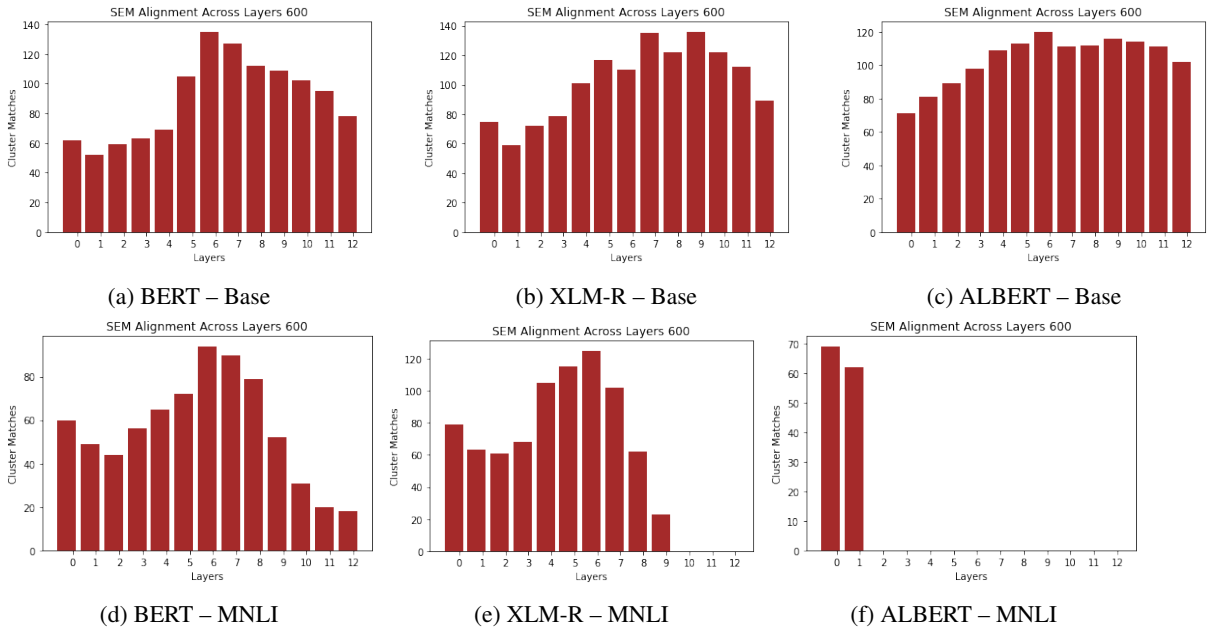 SEM Alignment Across Layers 600
140
120
100
80
60
40
20
0
Cluster Matches
0 1 2 3 4 5 6 7 8 9 10 11 12
Layers
(a) BERT – Base
SEM Alignment Across Layers 600
140
120
100
80
60
40
20
0
Cluster Matches
0 1 2 3 4 5 6 7 8 9 10 11 12
Layers
(b) XLM-R – Base
SEM Alignment Across Layers 600
120
100
80
60
40
20
0
Cluster Matches
0 1 2 3 4 5 6 7 8 9 10 11 12
Layers
(c) ALBERT – Base
SEM Alignment Across Layers 600
80
60
40
20
0
Cluster Matches
0 1 2 3 4 5 6 7 8 9 10 11 12
Layers
(d) BERT – MNLI
SEM Alignment Across Layers 600
120
100
80
60
40
20
0
Cluster Matches
0 1 2 3 4 5 6 7 8 9 10 11 12
Layers
(e) XLM-R – MNLI
SEM Alignment Across Layers 600
70
60
50
40
30
20
10
0
Cluster Matches
0 1 2 3 4 5 6 7 8 9 10 11 12
Layers
(f) ALBERT – MNLI